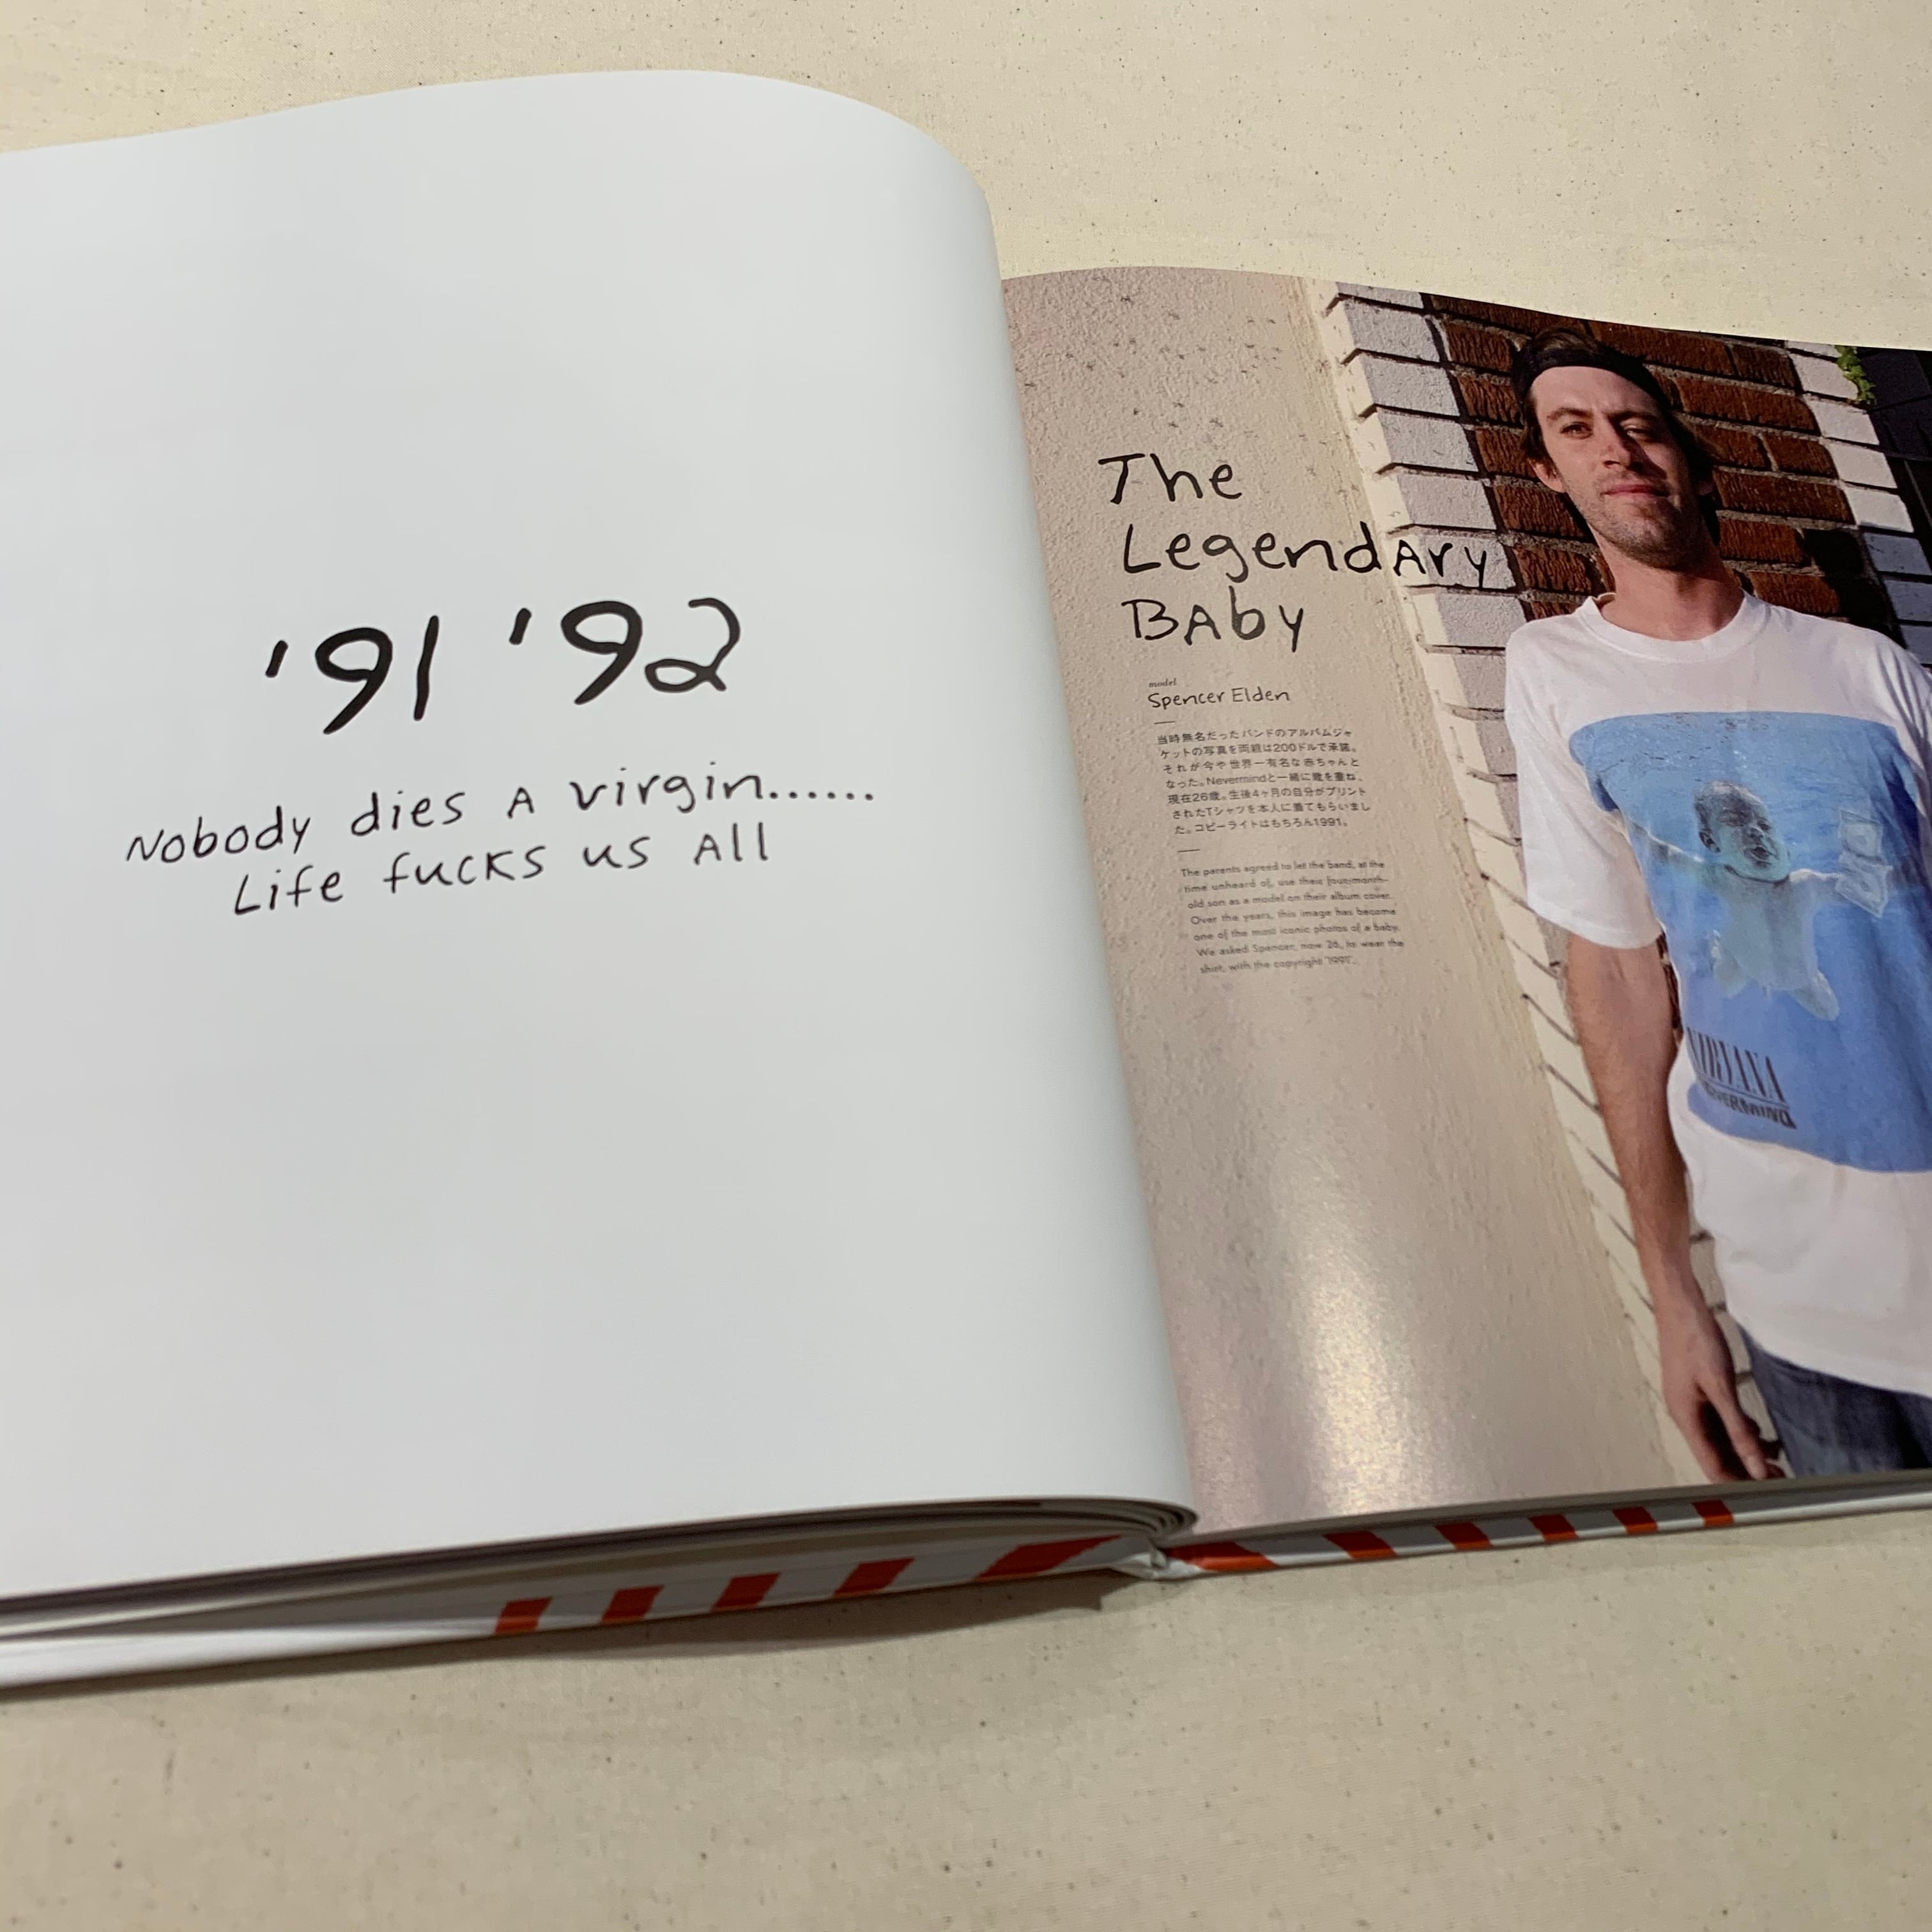 '91 '92
Nobody dies A virgin......
Life fucks us All
The
Legendary
BAby
model
Spencer Elden
当時無名だったバンドのアルバムジャ
ケットの写真を両親は200ドルで承諾。
それが今や世界一有名な赤ちゃんと
なった。Nevermindと一緒に歳を重ね、
現在26歳。生後4ヶ月の自分がプリント
されたTシャツを本人に着てもらいまし
た。コピーライトはもちろん1991。
The parents agreed to let the band, at the
time unheard of, use their four-month-
old son as a model on their album cover.
Over the years, this image has become
one of the most iconic photos of a baby.
We asked Spencer, now 26, to wear the
shirt, with the copyright "1991".
NIRVANA
NEVERMIND